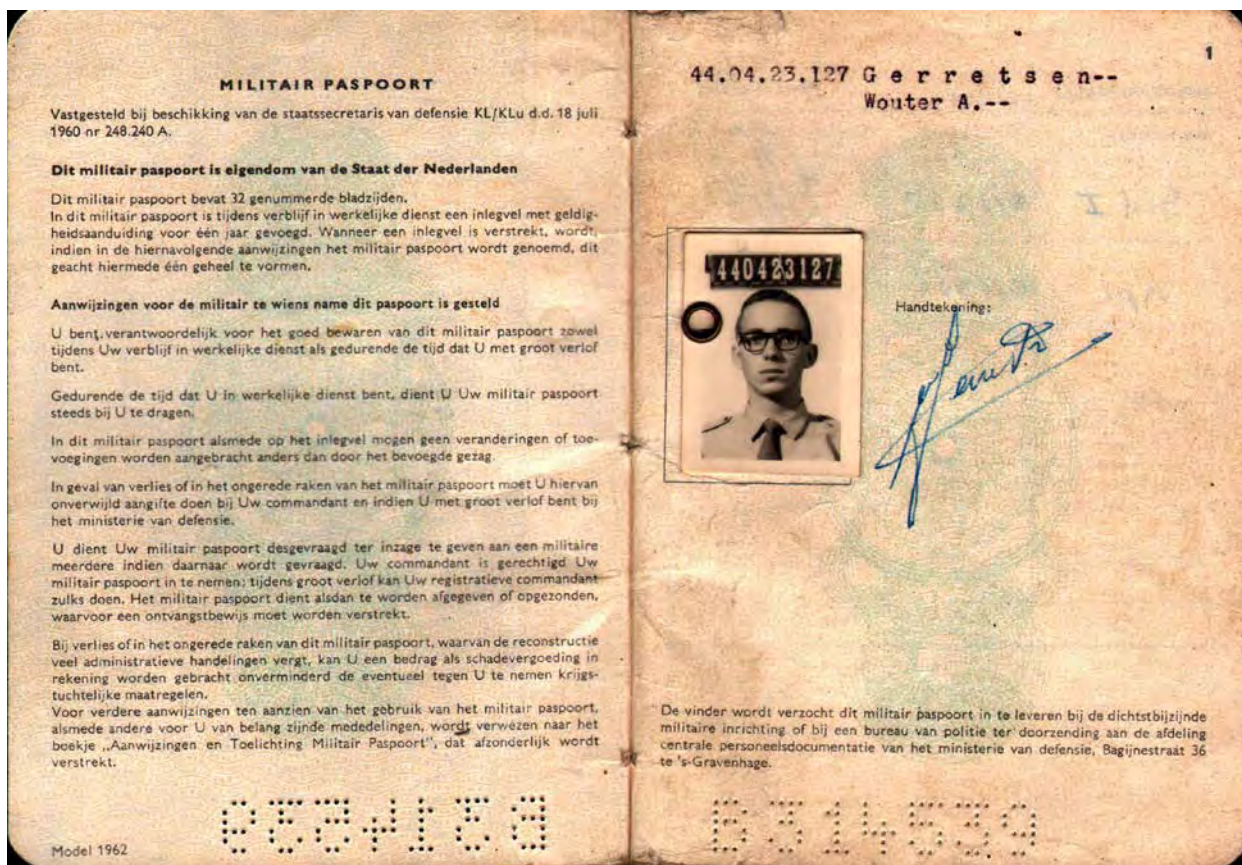 MILITAIR PASPOORT
Vastgesteld bij beschikking van de staatssecretaris van defensie KL/KLu d.d. 18 juli
1960 nr 248.240 A.
Dit militair paspoort is eigendom van de Staat der Nederlanden
Dit militair paspoort bevat 32 genummerde bladzijden.
In dit militair paspoort is tijdens verblijf in werkelijke dienst een inlegvel met geldig-
heidsaanduiding voor één jaar gevoegd. Wanneer een inlegvel is verstrekt, wordt,
indien in de hiernavolgende aanwijzingen het militair paspoort wordt genoemd, dit
geacht hiermede één geheel te vormen.
Aanwijzingen voor de militair te wiens name dit paspoort is gesteld
U bent verantwoordelijk voor het goed bewaren van dit militair paspoort zowel
tijdens Uw verblijf in werkelijke dienst als gedurende de tijd dat U met groot verlof
bent.
Gedurende de tijd dat U in werkelijke dienst bent, dient U Uw militair paspoort
steeds bij U te dragen.
In dit militair paspoort alsmede op het inlegvel mogen geen veranderingen of toe-
voegingen worden aangebracht anders dan door het bevoegde gezag.
In geval van verlies of in het ongerede raken van het militair paspoort moet U hiervan
onverwijld aangifte doen bij Uw commandant en indien U met groot verlof bent bij
het ministerie van defensie.
U dient Uw militair paspoort desgevraagd ter inzage te geven aan een militaire
meerdere indien daarnaar wordt gevraagd. Uw commandant is gerechtigd Uw
militair paspoort in te nemen; tijdens groot verlof kan Uw registratieve commandant
zulks doen. Het militair paspoort dient alsdan te worden afgegeven of opgezonden,
waarvoor een ontvangstbewijs moet worden verstrekt.
Bij verlies of in het ongerede raken van dit militair paspoort, waarvan de reconstructie
veel administratieve handelingen vergt, kan U een bedrag als schadevergoeding in
rekening worden gebracht onverminderd de eventueel tegen U te nemen krijgs-
tuchtelijke maatregelen.
Voor verdere aanwijzingen ten aanzien van het gebruik van het militair paspoort,
alsmede andere voor U van belang zijnde mededelingen, wordt verwezen naar het
boekje „Aanwijzingen en Toelichting Militair Paspoort", dat afzonderlijk wordt
verstrekt.
Model 1962
1
44.04.23.127 Gerretsen--
Wouter A.--
440423127
Handtekening:
De vinder wordt verzocht dit militair paspoort in te leveren bij de dichtstbijzijnde
militaire inrichting of bij een bureau van politie ter doorzending aan de afdeling
centrale personeelsdocumentatie van het ministerie van defensie, Bagijnestraat 36
te 's-Gravenhage.